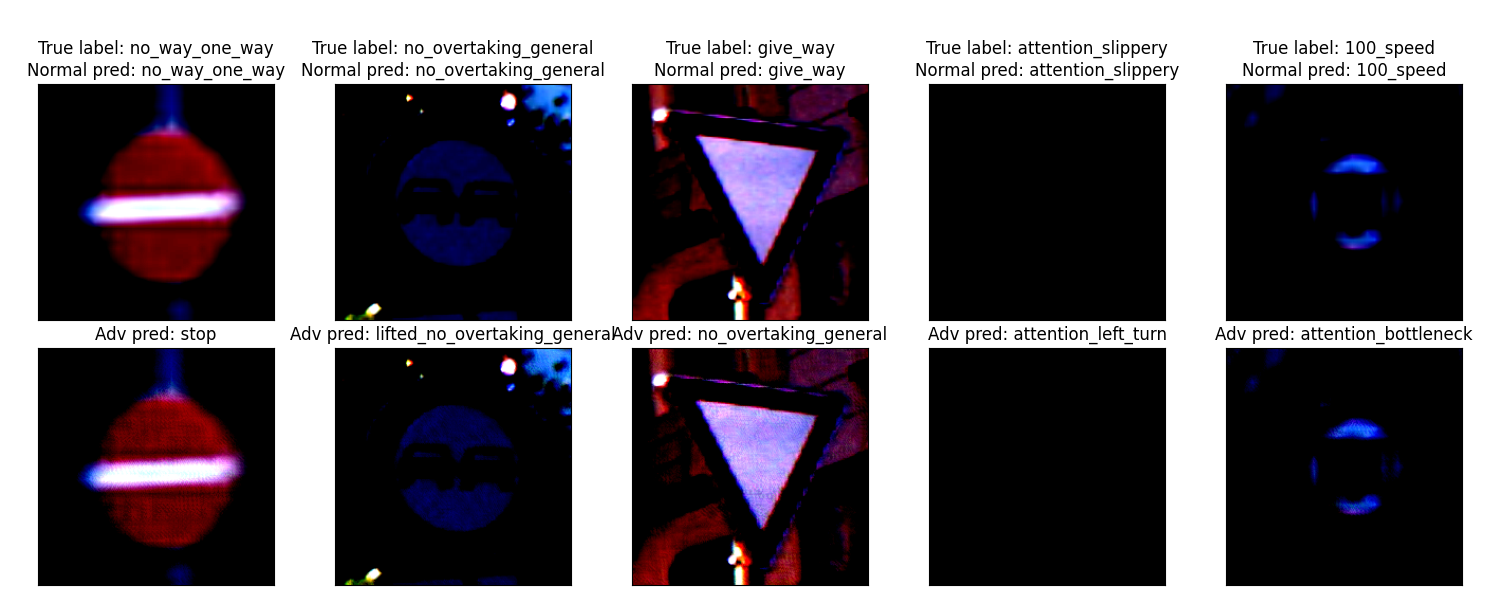 True label: no_way_one_way
Normal pred: no_way_one_way
True label: no_overtaking_general
Normal pred: no_overtaking_general
True label: give_way
Normal pred: give_way
True label: attention_slippery
Normal pred: attention_slippery
True label: 100_speed
Normal pred: 100_speed
Adv pred: stop
Adv pred: lifted_no_overtaking_general
Adv pred: no_overtaking_general
Adv pred: attention_left_turn
Adv pred: attention_bottleneck